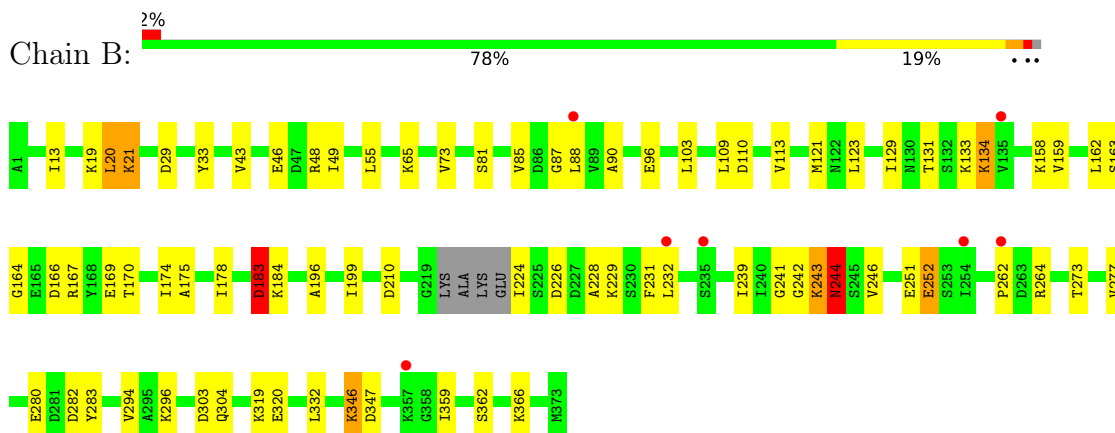 2%
Chain B:
78% 19% • ••
A1 I13 K19 L20 K21 D29 Y33 V43 E46 D47 R48 I49 L55 K65 V73 S81 V85 D86 G87 L88 V89 A90 E96 L103 L109 D110 V113 M121 N122 L123 I129 N130 T131 S132 K133 K134 V135 K158 V159 L162 S163
G164 E165 D166 R167 Y168 E169 T170 I174 A175 I178 D183 K184 A196 I199 D210 G219 LYS ALA LYS GLU I224 S225 D226 D227 A228 K229 S230 F231 L232 S235 I239 I240 G241 G242 K243 N244 S245 V246 E251 E252 S253 I254 P262 D263 R264 T273 V277
E280 D281 D282 Y283 V294 A295 K296 D303 Q304 K319 E320 L332 K346 D347 K357 G358 I359 S362 K366 M373